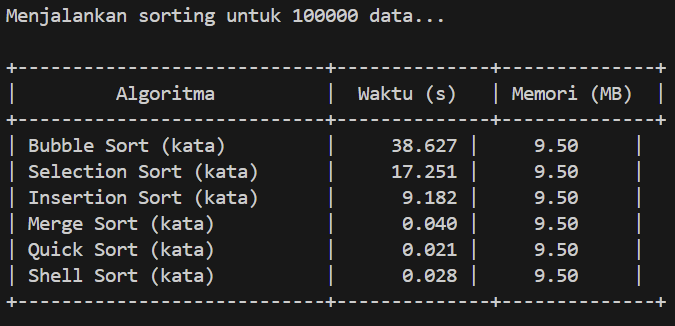 Menjalankan sorting untuk 100000 data...
+----------------------------+--------------+--------------+
|         Algoritma          |  Waktu (s)   | Memori (MB)  |
+----------------------------+--------------+--------------+
| Bubble Sort (kata)         |     38.627 |     9.50     |
| Selection Sort (kata)      |     17.251 |     9.50     |
| Insertion Sort (kata)      |      9.182 |     9.50     |
| Merge Sort (kata)          |      0.040 |     9.50     |
| Quick Sort (kata)          |      0.021 |     9.50     |
| Shell Sort (kata)          |      0.028 |     9.50     |
+----------------------------+--------------+--------------+